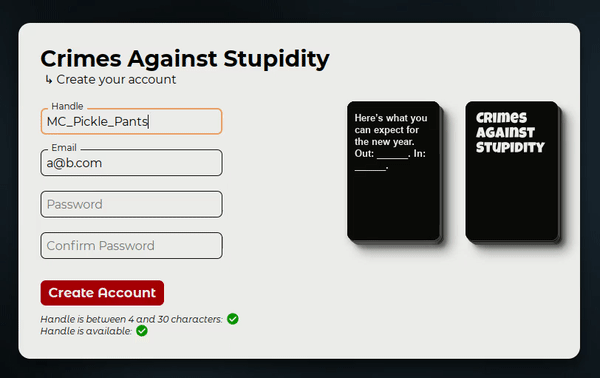 Crimes Against Stupidity
↳ Create your account
Handle
MC_Pickle_Pants
Email
a@b.com
Password
Confirm Password
Create Account
Handle is between 4 and 30 characters:
Handle is available:
Here's what you
can expect for
the new year.
Out: ______. In:
______.
Crimes
Against
Stupidity